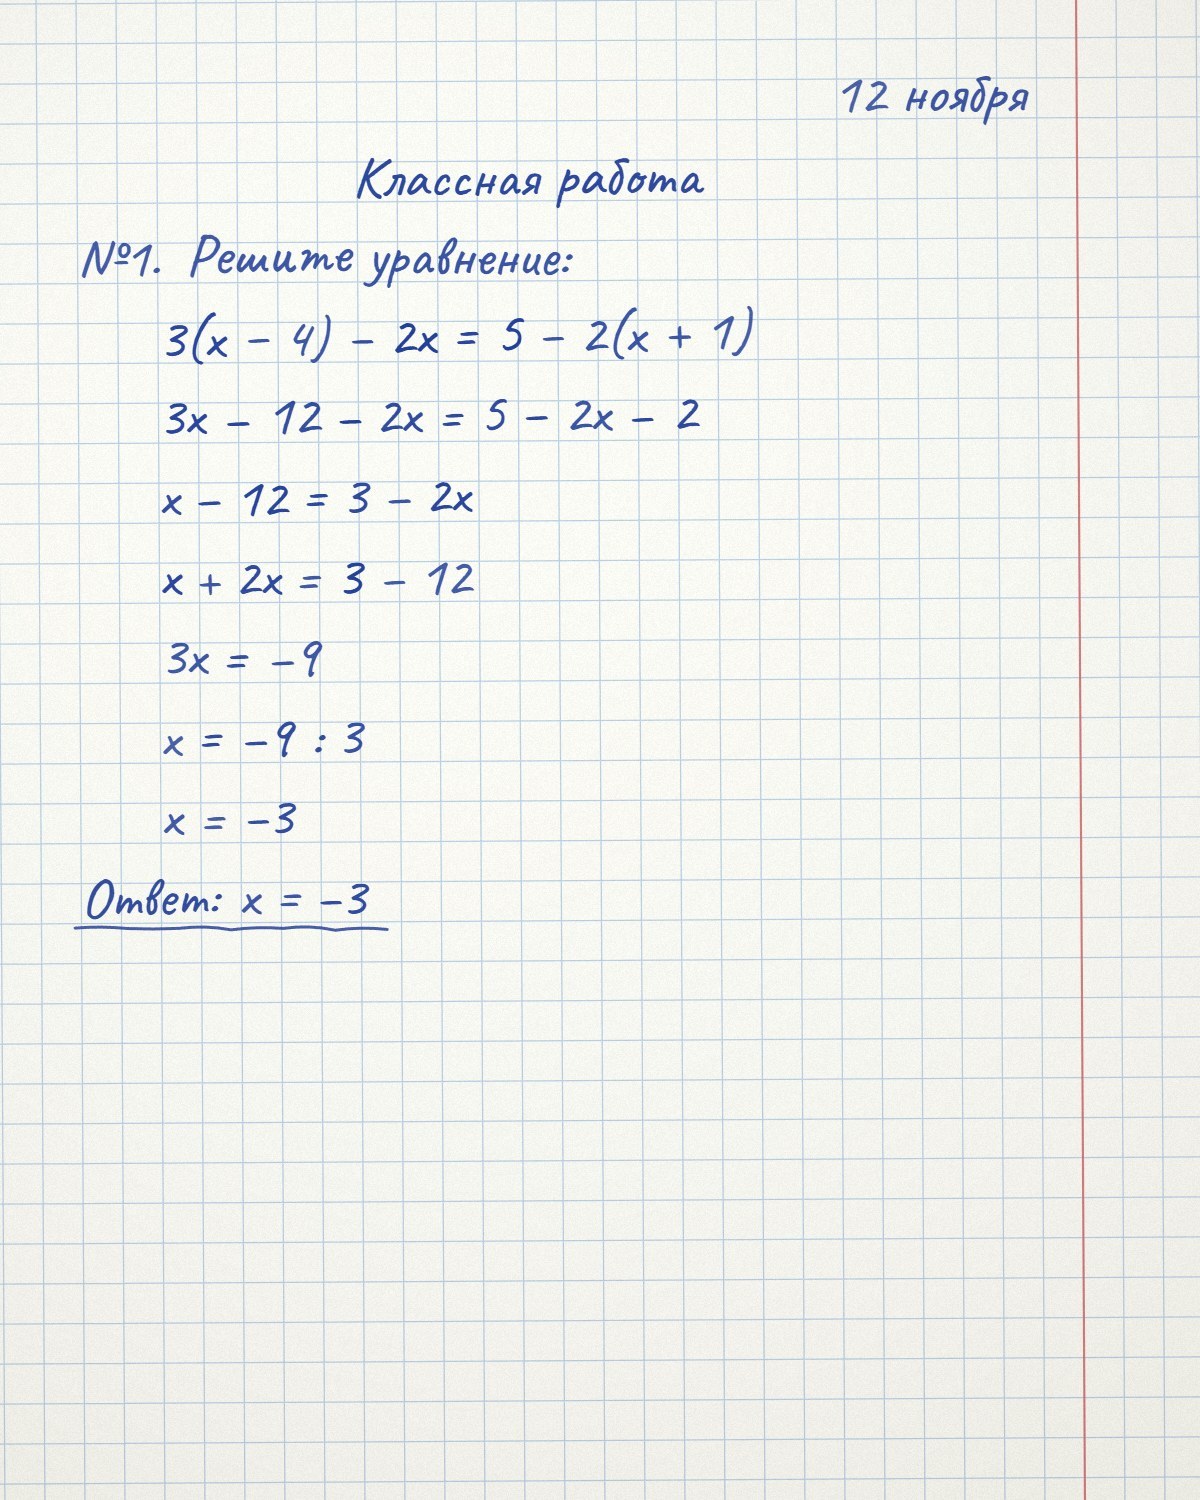 12 ноября
Классная работа
№1. Решите уравнение:
3(x − 4) − 2x = 5 − 2(x + 1)
3x − 12 − 2x = 5 − 2x − 2
x − 12 = 3 − 2x
x + 2x = 3 − 12
3x = −9
x = −9 : 3
x = −3
Ответ: x = −3